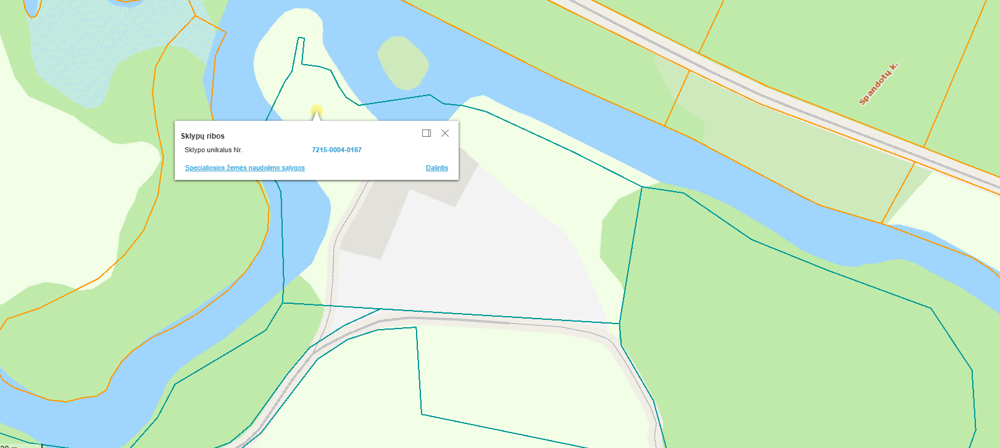 Spandotų k.
Sklypų ribos
Sklypo unikalus Nr. 7215-0004-0167
Specialiosios žemės naudojimo sąlygos Dalintis